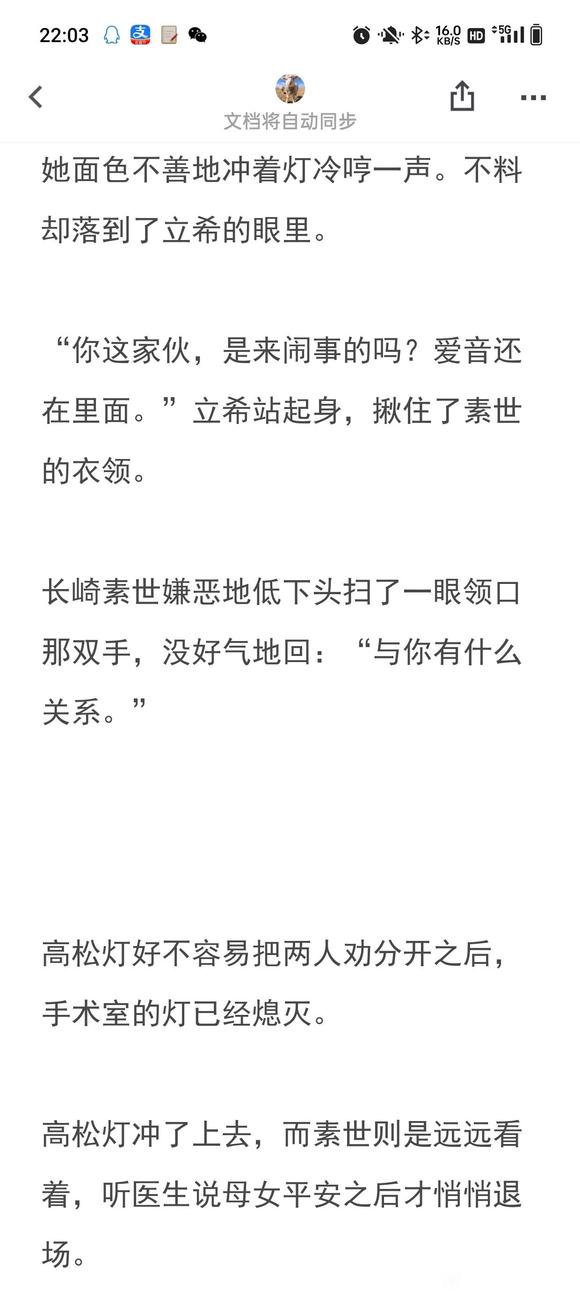 22:03
16.0
KB/S
HD
5G
支
文档将自动同步
她面色不善地冲着灯冷哼一声。不料
却落到了立希的眼里。
“你这家伙，是来闹事的吗？爱音还
在里面。”立希站起身，揪住了素世
的衣领。
长崎素世嫌恶地低下头扫了一眼领口
那双手，没好气地回：“与你有什么
关系。”
高松灯好不容易把两人劝分开之后，
手术室的灯已经熄灭。
高松灯冲了上去，而素世则是远远看
着，听医生说母女平安之后才悄悄退
场。